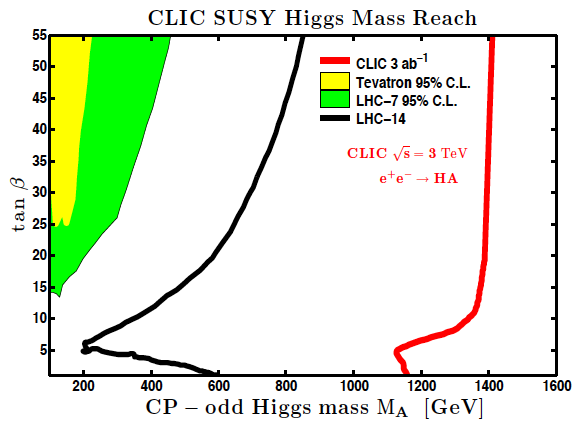 CLIC SUSY Higgs Mass Reach
55
50
45
40
35
30
25
20
15
10
5
tan β
CLIC 3 ab⁻¹
Tevatron 95% C.L.
LHC−7 95% C.L.
LHC−14
CLIC √s = 3 TeV
e⁺e⁻ → HA
200 400 600 800 1000 1200 1400 1600
CP − odd Higgs mass M_A [GeV]